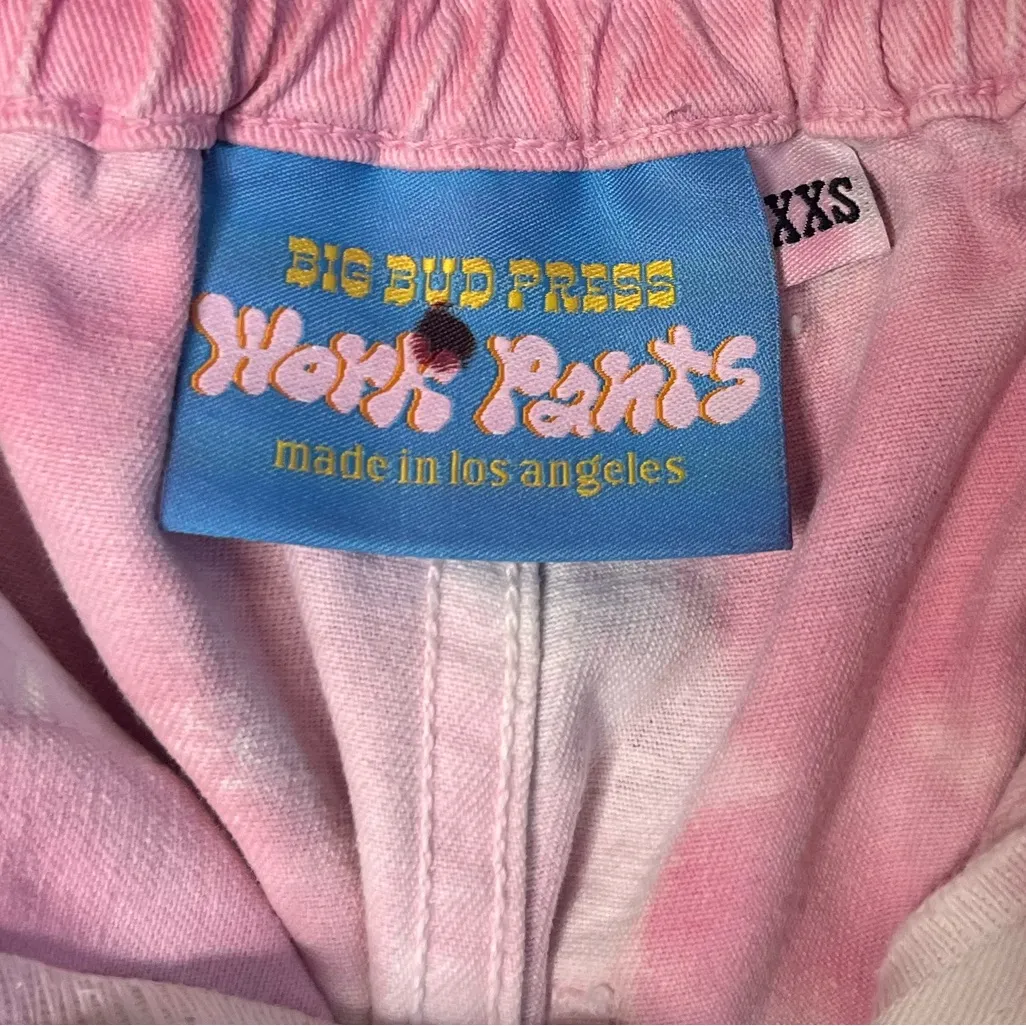 BIG BUD PRESS
Work Pants
made in los angeles
XXS